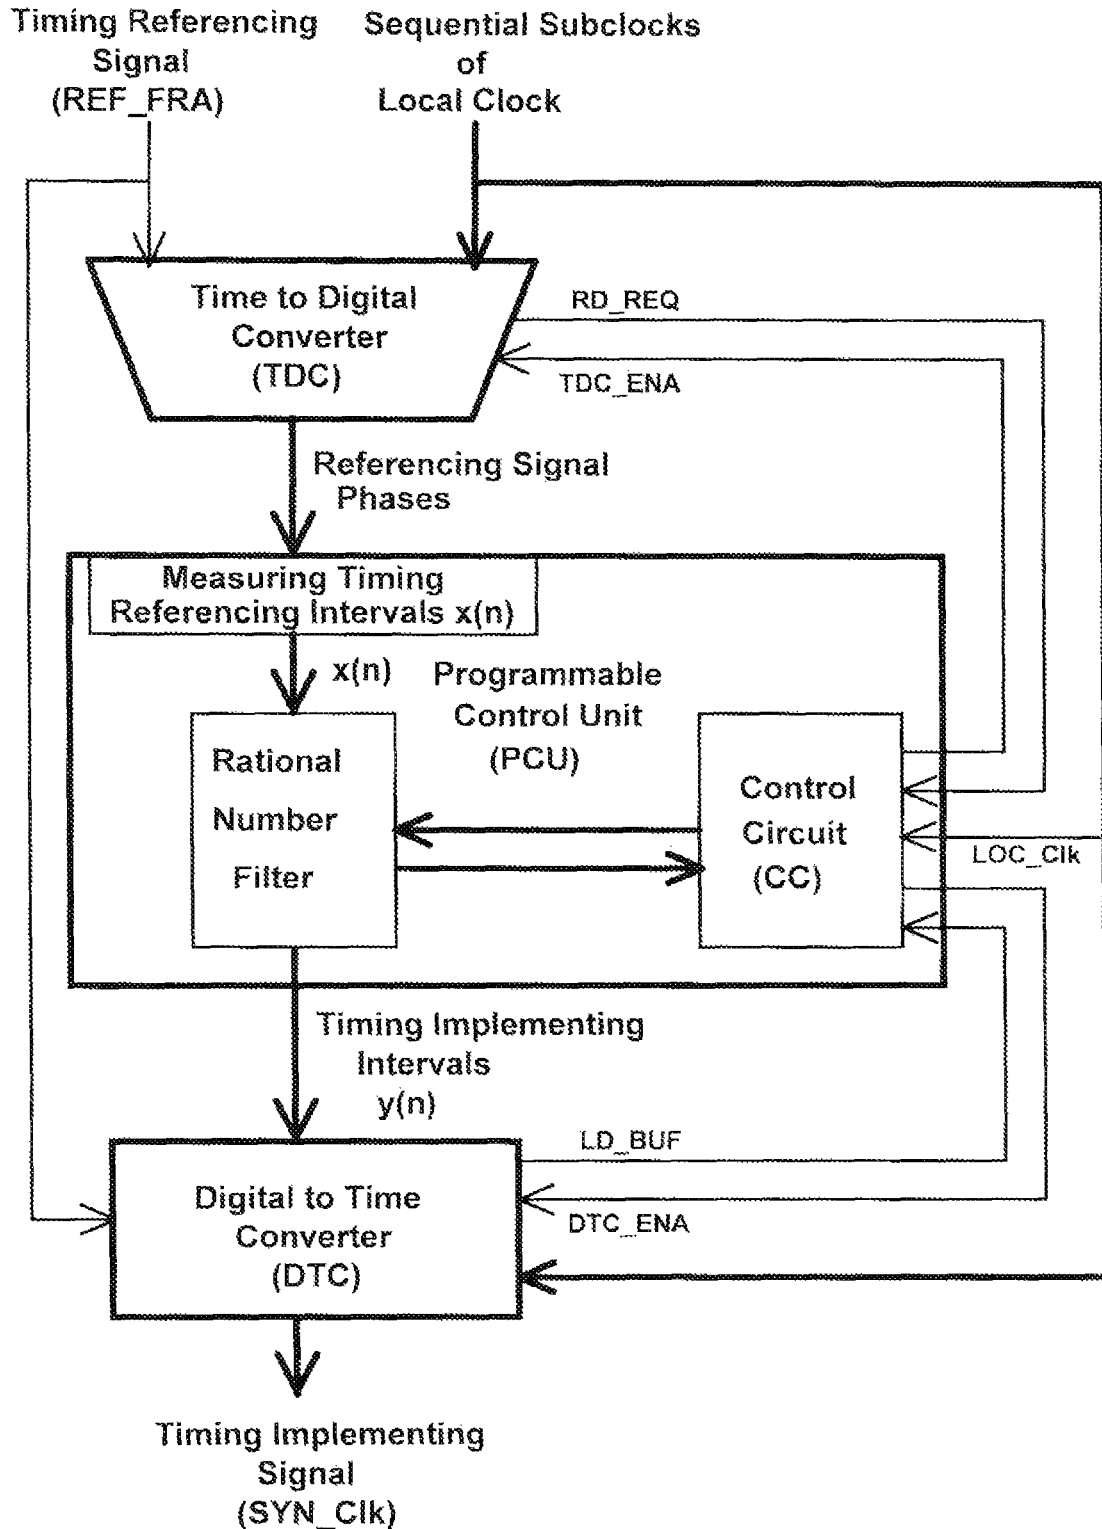 Timing Referencing
Signal
(REF_FRA)
Sequential Subclocks
of
Local Clock
Time to Digital
Converter
(TDC)
RD_REQ
TDC_ENA
Referencing Signal
Phases
Measuring Timing
Referencing Intervals x(n)
x(n)
Programmable
Control Unit
(PCU)
Rational
Number
Filter
Control
Circuit
(CC)
LOC_Clk
Timing Implementing
Intervals
y(n)
LD_BUF
Digital to Time
Converter
(DTC)
DTC_ENA
Timing Implementing
Signal
(SYN_Clk)